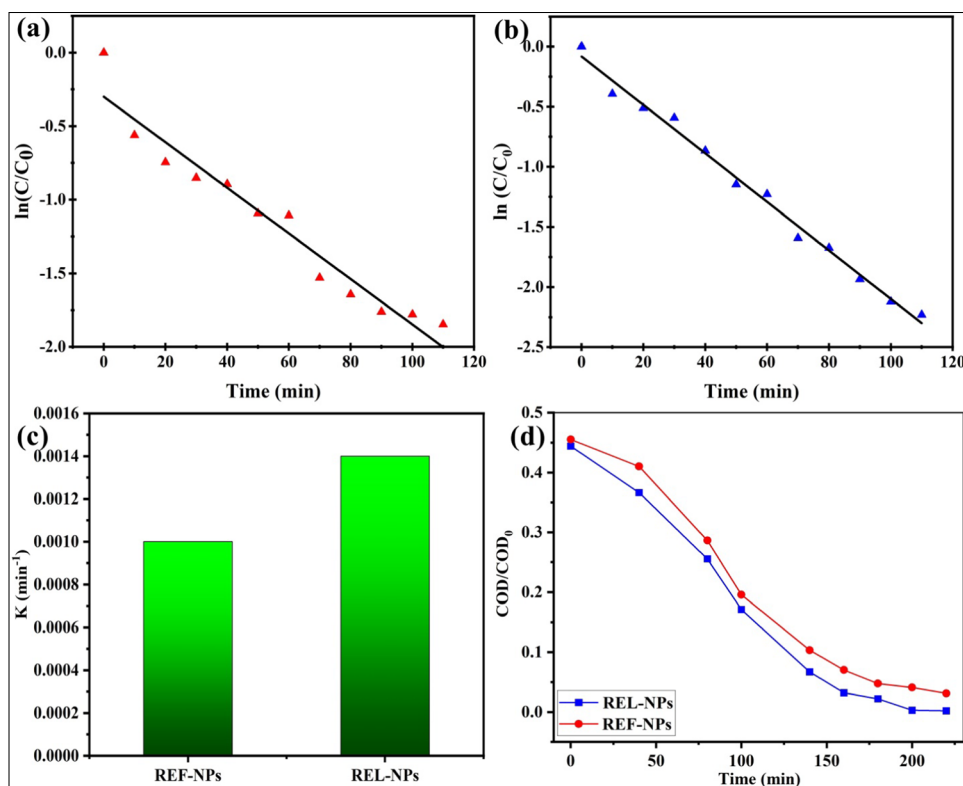 (a)
0.0
-0.5
-1.0
-1.5
-2.0
ln(C/C₀)
0 20 40 60 80 100 120
Time (min)
(b)
0.0
-0.5
-1.0
-1.5
-2.0
-2.5
ln (C/C₀)
0 20 40 60 80 100 120
Time (min)
(c)
0.0016
0.0014
0.0012
0.0010
0.0008
0.0006
0.0004
0.0002
0.0000
K (min⁻¹)
REF-NPs REL-NPs
(d)
0.5
0.4
0.3
0.2
0.1
0.0
COD/COD₀
REL-NPs
REF-NPs
0 50 100 150 200
Time (min)